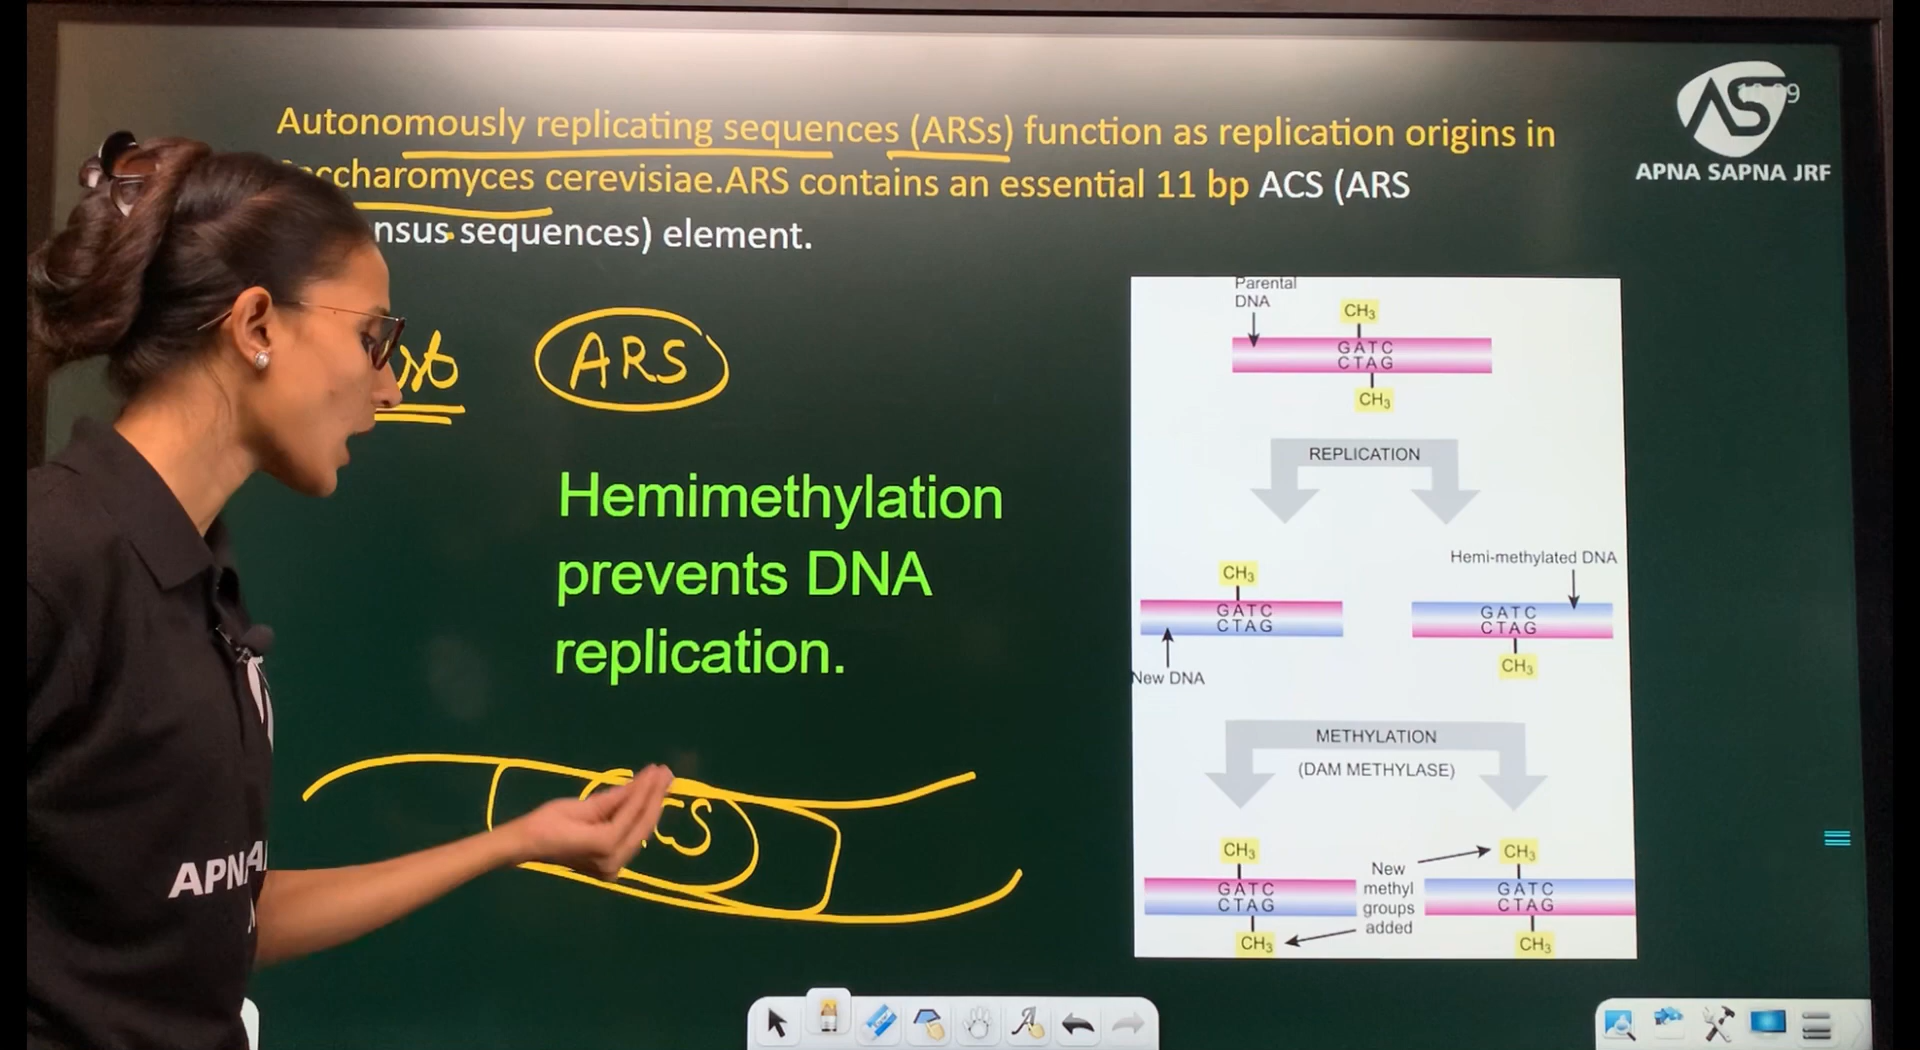 Autonomously replicating sequences (ARSs) function as replication origins in
ccharomyces cerevisiae.ARS contains an essential 11 bp ACS (ARS
nsus sequences) element.
AS
APNA SAPNA JRF
ARS
Hemimethylation
prevents DNA
replication.
CS
APNA
Parental
DNA
CH3
GATC
CTAG
CH3
REPLICATION
Hemi-methylated DNA
CH3
GATC
CTAG
GATC
CTAG
CH3
New DNA
METHYLATION
(DAM METHYLASE)
CH3
CH3
New
methyl
groups
added
GATC
CTAG
GATC
CTAG
CH3
CH3